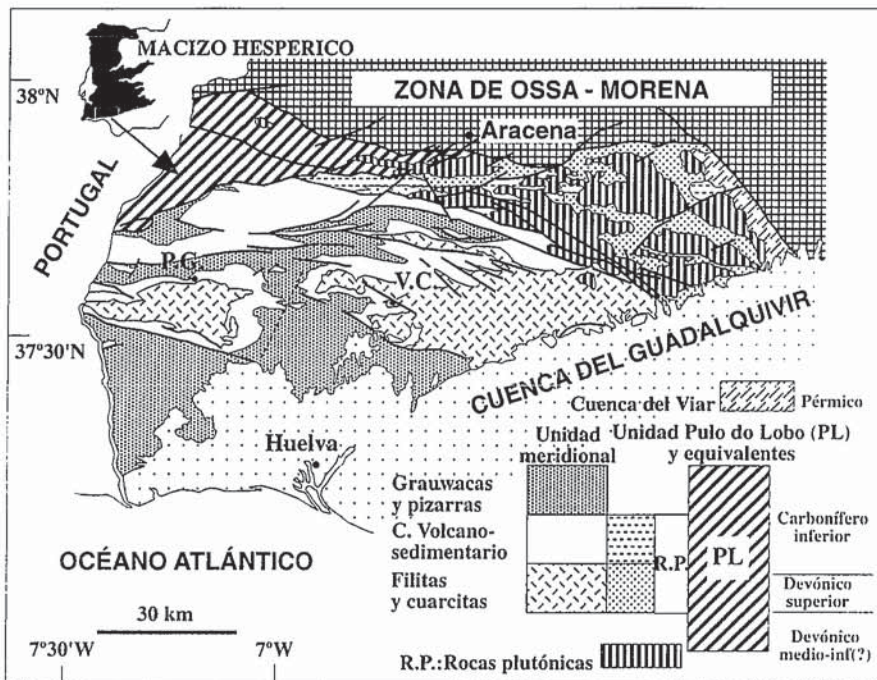 MACIZO HESPERICO
38°N
ZONA DE OSSA - MORENA
Aracena
PORTUGAL
P.G.
V.C.
37°30'N
CUENCA DEL GUADALQUIVIR
Cuenca del Viar
Pérmico
Huelva
Unidad meridional
Unidad Pulo do Lobo (PL) y equivalentes
Grauwacas y pizarras
C. Volcano-sedimentario
Filitas y cuarcitas
R.P.
PL
Carbonífero inferior
Devónico superior
Devónico medio-inf(?)
OCÉANO ATLÁNTICO
30 km
7°30'W
7°W
R.P.:Rocas plutónicas